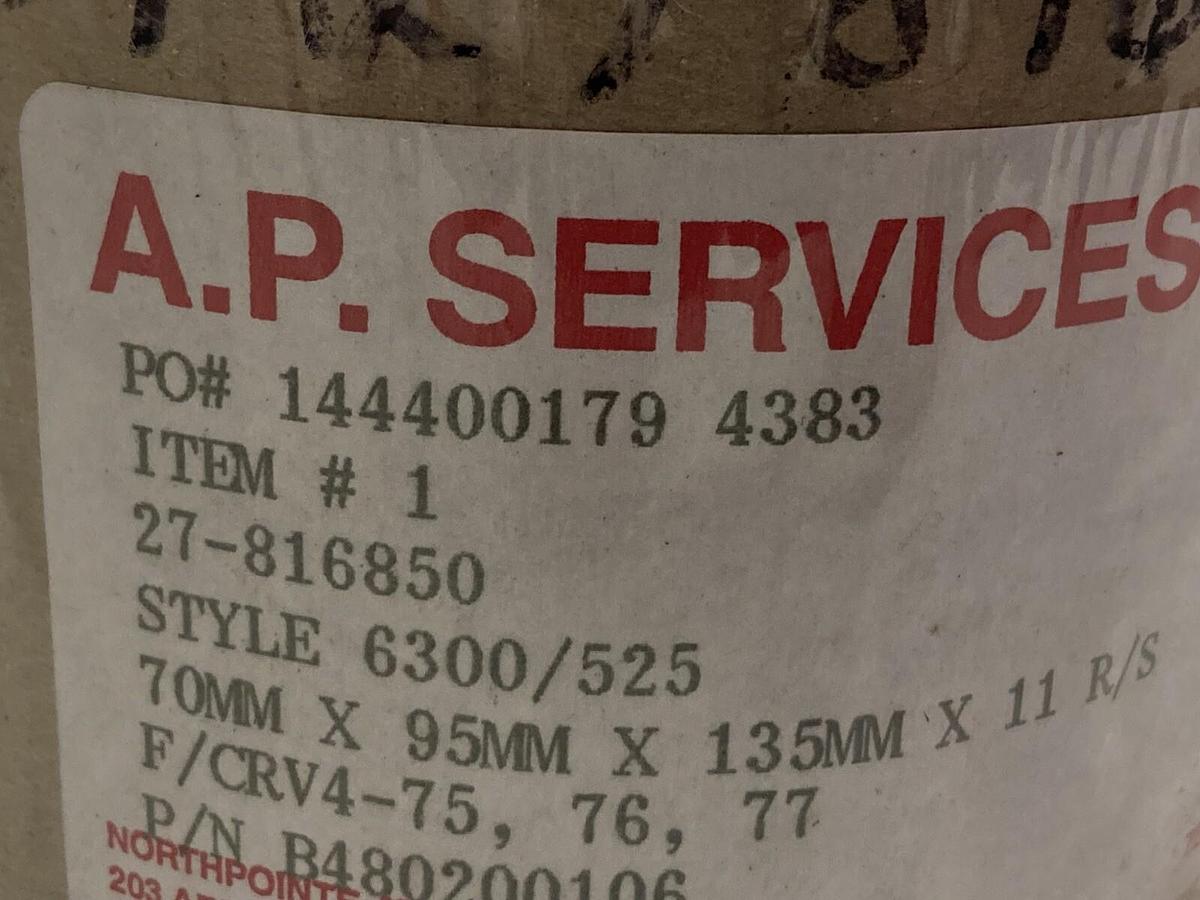 A.P. SERVICES
PO# 144400179 4383
ITEM # 1
27-816850
STYLE 6300/525
70MM X 95MM X 135MM X 11 R/S
F/CRV4-75, 76, 77
P/N B480200106
NORTHPOINTE
203